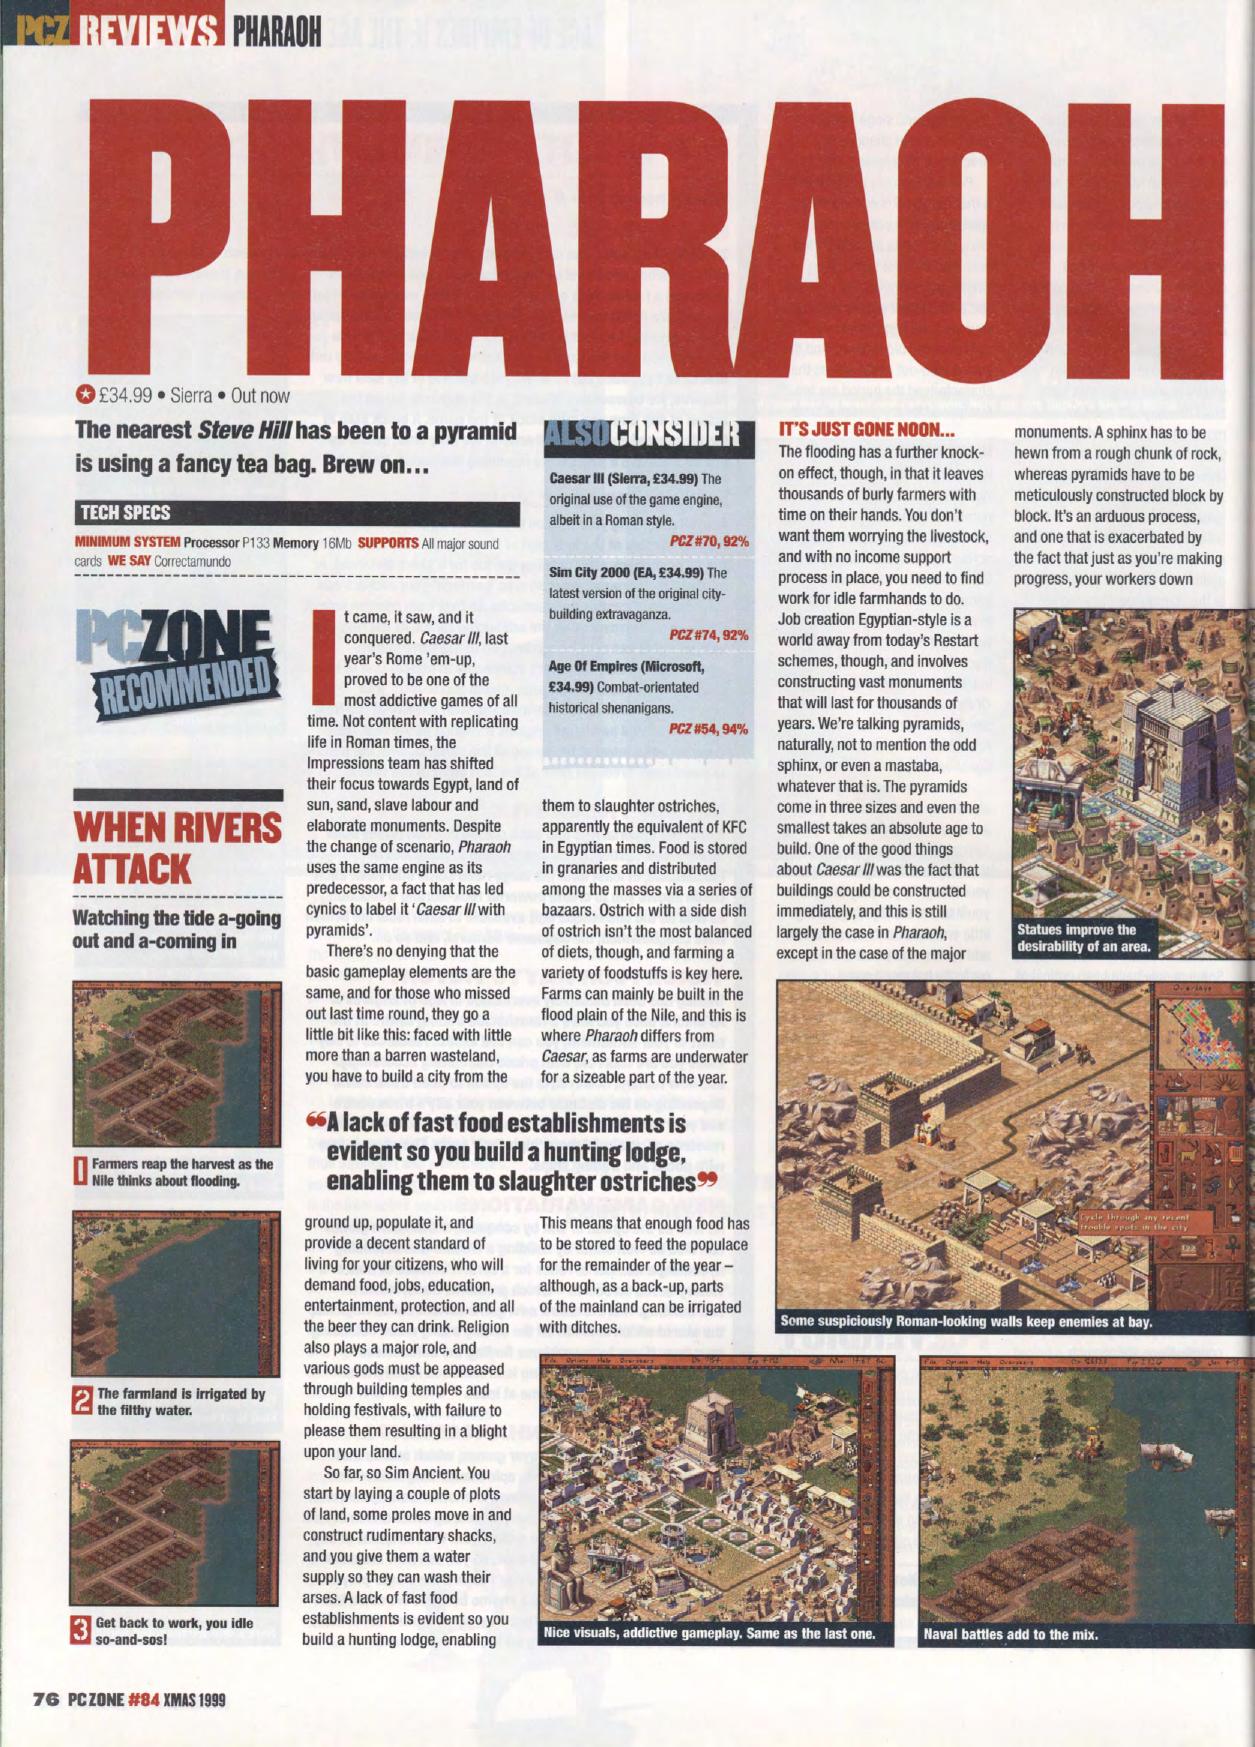 PCZ REVIEWS PHARAOH
PHARAOH
£34.99 • Sierra • Out now
The nearest Steve Hill has been to a pyramid
is using a fancy tea bag. Brew on...
TECH SPECS
MINIMUM SYSTEM Processor P133 Memory 16Mb SUPPORTS All major sound
cards WE SAY Correctamundo
PCZONE
RECOMMENDED
WHEN RIVERS
ATTACK
Watching the tide a-going
out and a-coming in
1 Farmers reap the harvest as the
Nile thinks about flooding.
2 The farmland is irrigated by
the filthy water.
3 Get back to work, you idle
so-and-sos!
It came, it saw, and it
conquered. Caesar III, last
year's Rome 'em-up,
proved to be one of the
most addictive games of all
time. Not content with replicating
life in Roman times, the
Impressions team has shifted
their focus towards Egypt, land of
sun, sand, slave labour and
elaborate monuments. Despite
the change of scenario, Pharaoh
uses the same engine as its
predecessor, a fact that has led
cynics to label it 'Caesar III with
pyramids'.
There's no denying that the
basic gameplay elements are the
same, and for those who missed
out last time round, they go a
little bit like this: faced with little
more than a barren wasteland,
you have to build a city from the
“A lack of fast food establishments is
evident so you build a hunting lodge,
enabling them to slaughter ostriches”
ground up, populate it, and
provide a decent standard of
living for your citizens, who will
demand food, jobs, education,
entertainment, protection, and all
the beer they can drink. Religion
also plays a major role, and
various gods must be appeased
through building temples and
holding festivals, with failure to
please them resulting in a blight
upon your land.
So far, so Sim Ancient. You
start by laying a couple of plots
of land, some proles move in and
construct rudimentary shacks,
and you give them a water
supply so they can wash their
arses. A lack of fast food
establishments is evident so you
build a hunting lodge, enabling
ALSO CONSIDER
Caesar III (Sierra, £34.99) The
original use of the game engine,
albeit in a Roman style.
PCZ #70, 92%
Sim City 2000 (EA, £34.99) The
latest version of the original city-
building extravaganza.
PCZ #74, 92%
Age Of Empires (Microsoft,
£34.99) Combat-orientated
historical shenanigans.
PCZ #54, 94%
them to slaughter ostriches,
apparently the equivalent of KFC
in Egyptian times. Food is stored
in granaries and distributed
among the masses via a series of
bazaars. Ostrich with a side dish
of ostrich isn't the most balanced
of diets, though, and farming a
variety of foodstuffs is key here.
Farms can mainly be built in the
flood plain of the Nile, and this is
where Pharaoh differs from
Caesar, as farms are underwater
for a sizeable part of the year.
This means that enough food has
to be stored to feed the populace
for the remainder of the year –
although, as a back-up, parts
of the mainland can be irrigated
with ditches.
IT'S JUST GONE NOON...
The flooding has a further knock-
on effect, though, in that it leaves
thousands of burly farmers with
time on their hands. You don't
want them worrying the livestock,
and with no income support
process in place, you need to find
work for idle farmhands to do.
Job creation Egyptian-style is a
world away from today's Restart
schemes, though, and involves
constructing vast monuments
that will last for thousands of
years. We're talking pyramids,
naturally, not to mention the odd
sphinx, or even a mastaba,
whatever that is. The pyramids
come in three sizes and even the
smallest takes an absolute age to
build. One of the good things
about Caesar III was the fact that
buildings could be constructed
immediately, and this is still
largely the case in Pharaoh,
except in the case of the major
monuments. A sphinx has to be
hewn from a rough chunk of rock,
whereas pyramids have to be
meticulously constructed block by
block. It's an arduous process,
and one that is exacerbated by
the fact that just as you're making
progress, your workers down
Statues improve the
desirability of an area.
Overlays
Cycle through any recent
trouble spots in the city
Some suspiciously Roman-looking walls keep enemies at bay.
File Options Help Overseers
Nice visuals, addictive gameplay. Same as the last one.
File Options Help Overseers
Naval battles add to the mix.
76 PCZONE #84 XMAS 1999